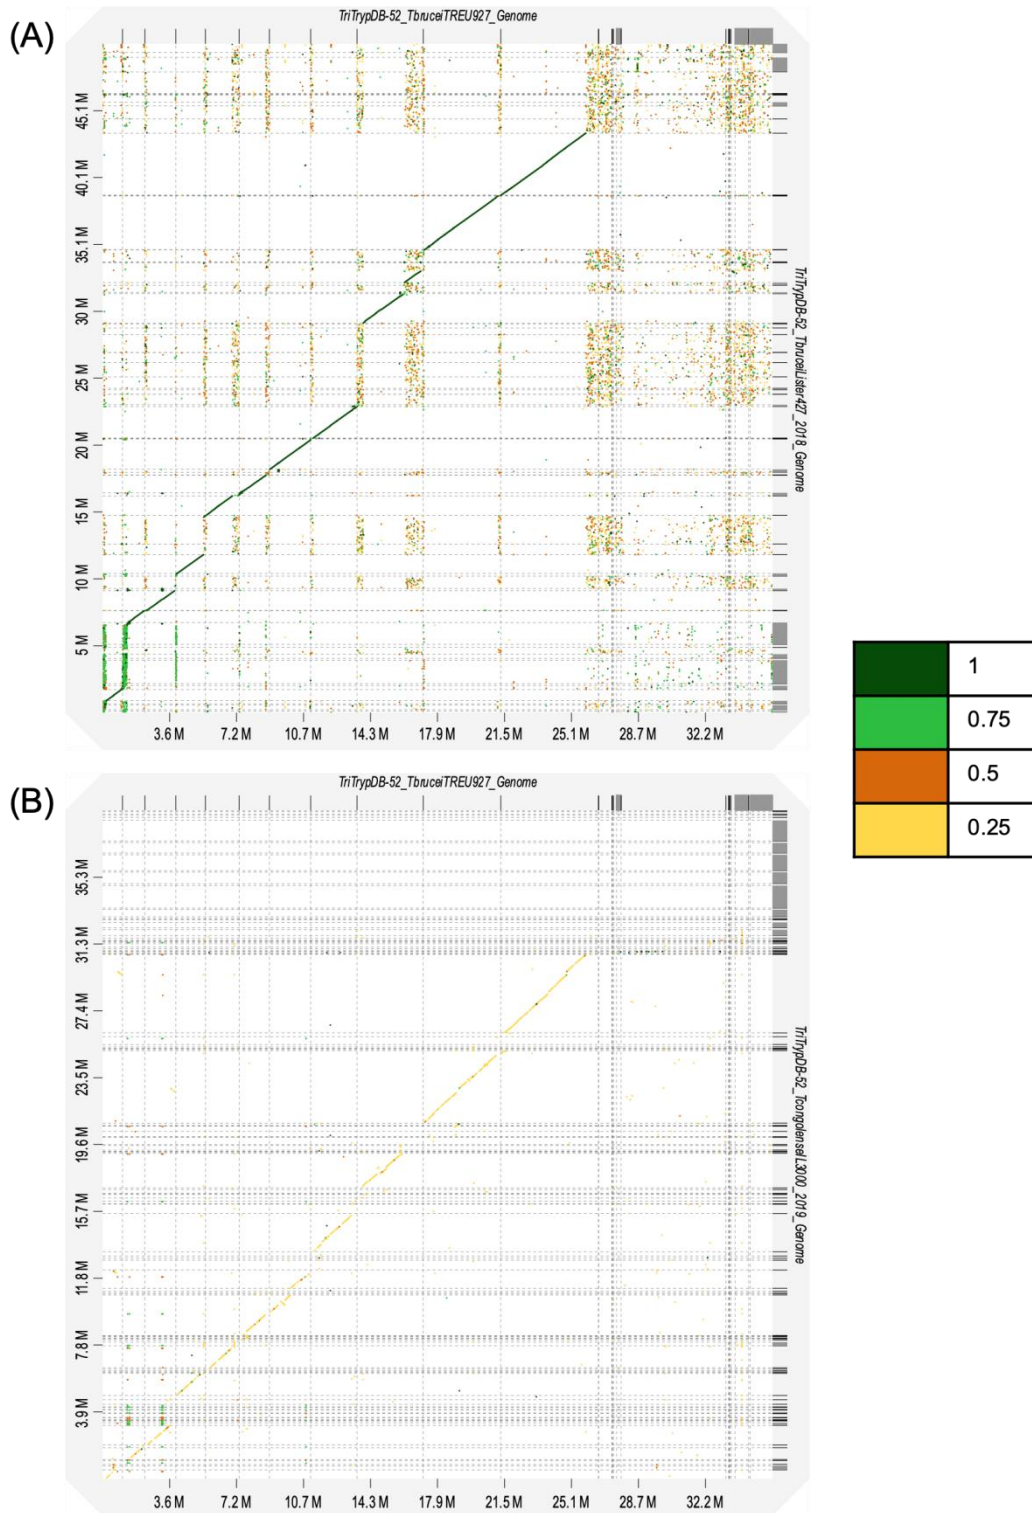 (A)
TriTrypDB-52_TbruceiTREU927_Genome
45.1 M
40.1 M
35.1 M
30 M
25 M
20 M
15 M
10 M
5 M
TriTrypDB-52_TbruceiLister427_2018_Genome
3.6 M 7.2 M 10.7 M 14.3 M 17.9 M 21.5 M 25.1 M 28.7 M 32.2 M
1
0.75
0.5
0.25
(B)
TriTrypDB-52_TbruceiTREU927_Genome
35.3 M
31.3 M
27.4 M
23.5 M
19.6 M
15.7 M
11.8 M
7.8 M
3.9 M
TriTrypDB-52_TcongolenseIL3000_2019_Genome
3.6 M 7.2 M 10.7 M 14.3 M 17.9 M 21.5 M 25.1 M 28.7 M 32.2 M